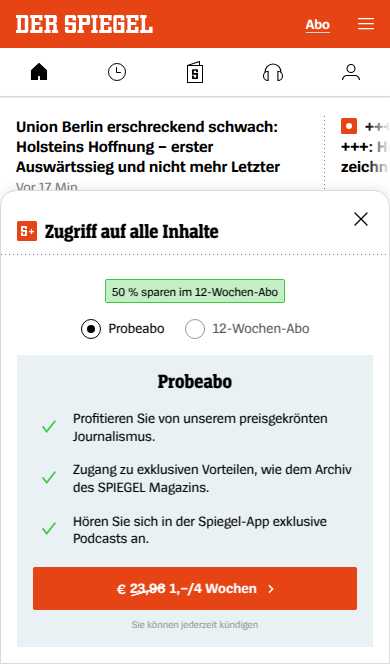 DER SPIEGEL
Abo
Union Berlin erschreckend schwach:
Holsteins Hoffnung – erster
Auswärtssieg und nicht mehr Letzter
Vor 17 Min
+++
+++: H
zeichn
S+ Zugriff auf alle Inhalte
50 % sparen im 12-Wochen-Abo
Probeabo
12-Wochen-Abo
Probeabo
Profitieren Sie von unserem preisgekrönten
Journalismus.
Zugang zu exklusiven Vorteilen, wie dem Archiv
des SPIEGEL Magazins.
Hören Sie sich in der Spiegel-App exklusive
Podcasts an.
€ 23,96 1,–/4 Wochen
Sie können jederzeit kündigen